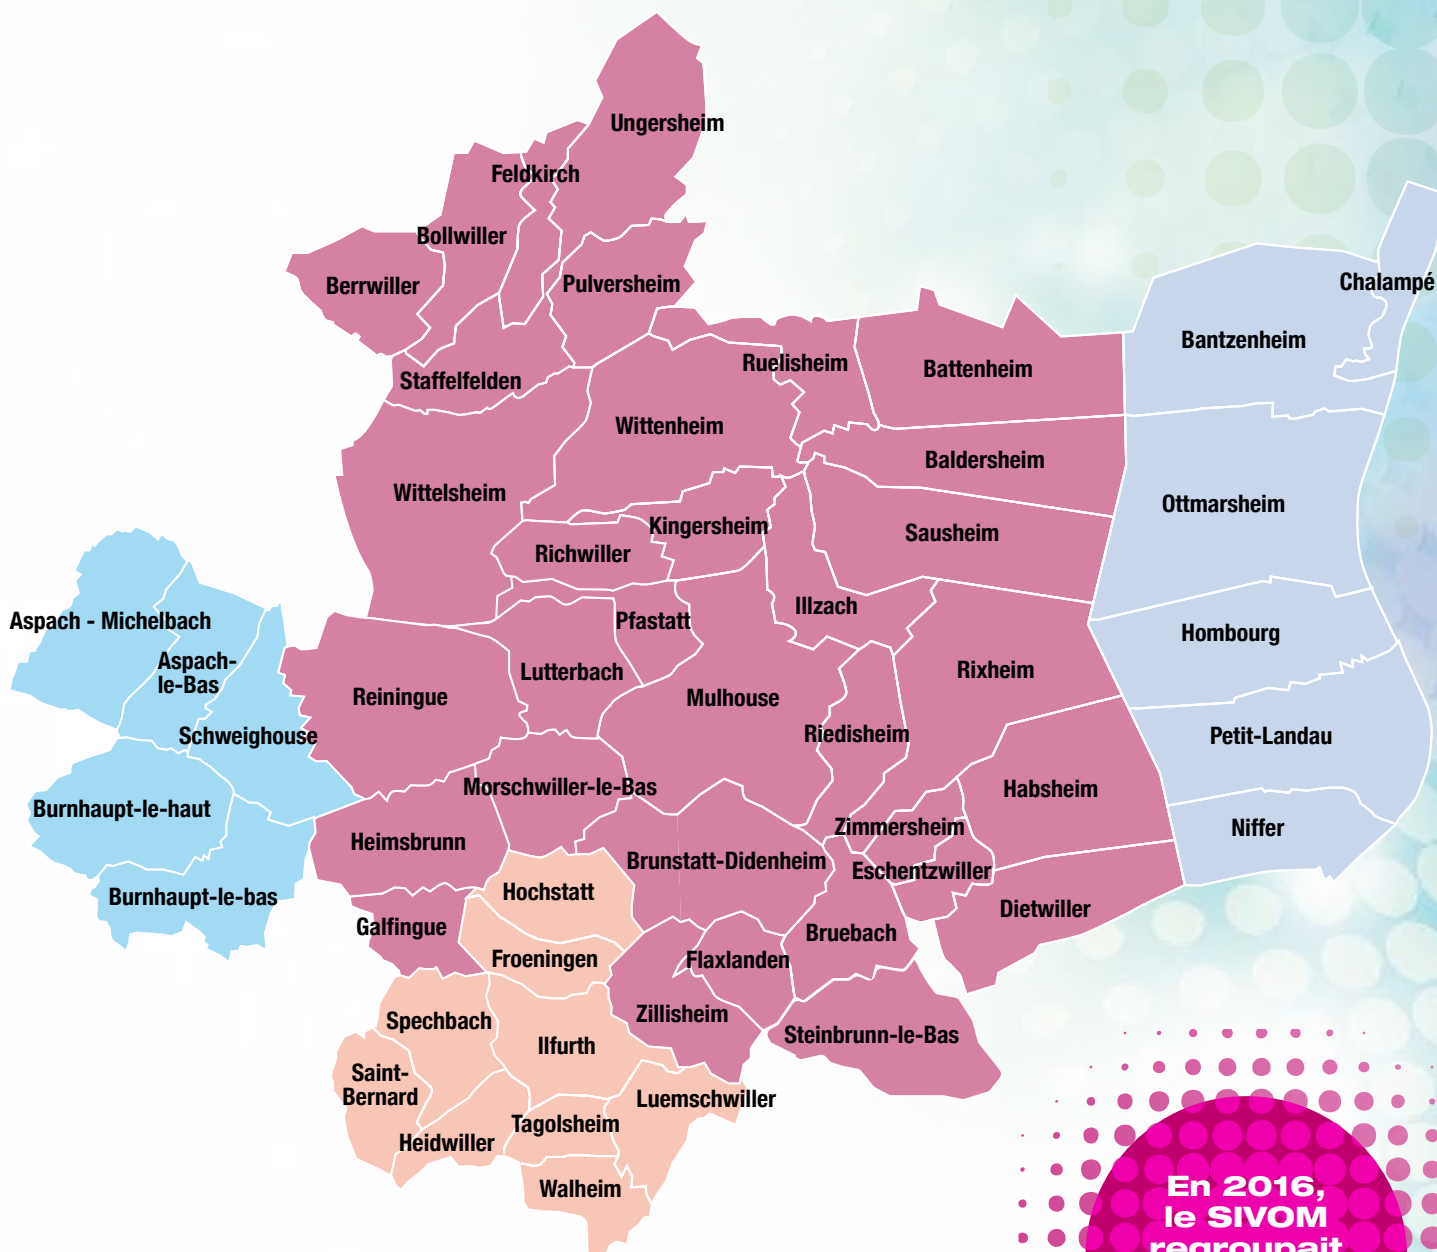 Ungersheim
Feldkirch
Bollwiller
Berrwiller
Pulversheim
Chalampé
Bantzenheim
Ruelisheim
Battenheim
Staffelfelden
Wittenheim
Baldersheim
Wittelsheim
Ottmarsheim
Kingersheim
Sausheim
Richwiller
Illzach
Aspach - Michelbach
Pfastatt
Hombourg
Aspach-
le-Bas
Lutterbach
Rixheim
Reiningue
Mulhouse
Schweighouse
Riedisheim
Petit-Landau
Morschwiller-le-Bas
Habsheim
Burnhaupt-le-haut
Zimmersheim
Niffer
Heimsbrunn
Brunstatt-Didenheim
Eschentzwiller
Hochstatt
Burnhaupt-le-bas
Dietwiller
Galfingue
Bruebach
Froeningen
Flaxlanden
Zillisheim
Spechbach
Steinbrunn-le-Bas
Ilfurth
Saint-
Bernard
Luemschwiller
Tagolsheim
Heidwiller
Walheim
En 2016,
le SIVOM
regroupait